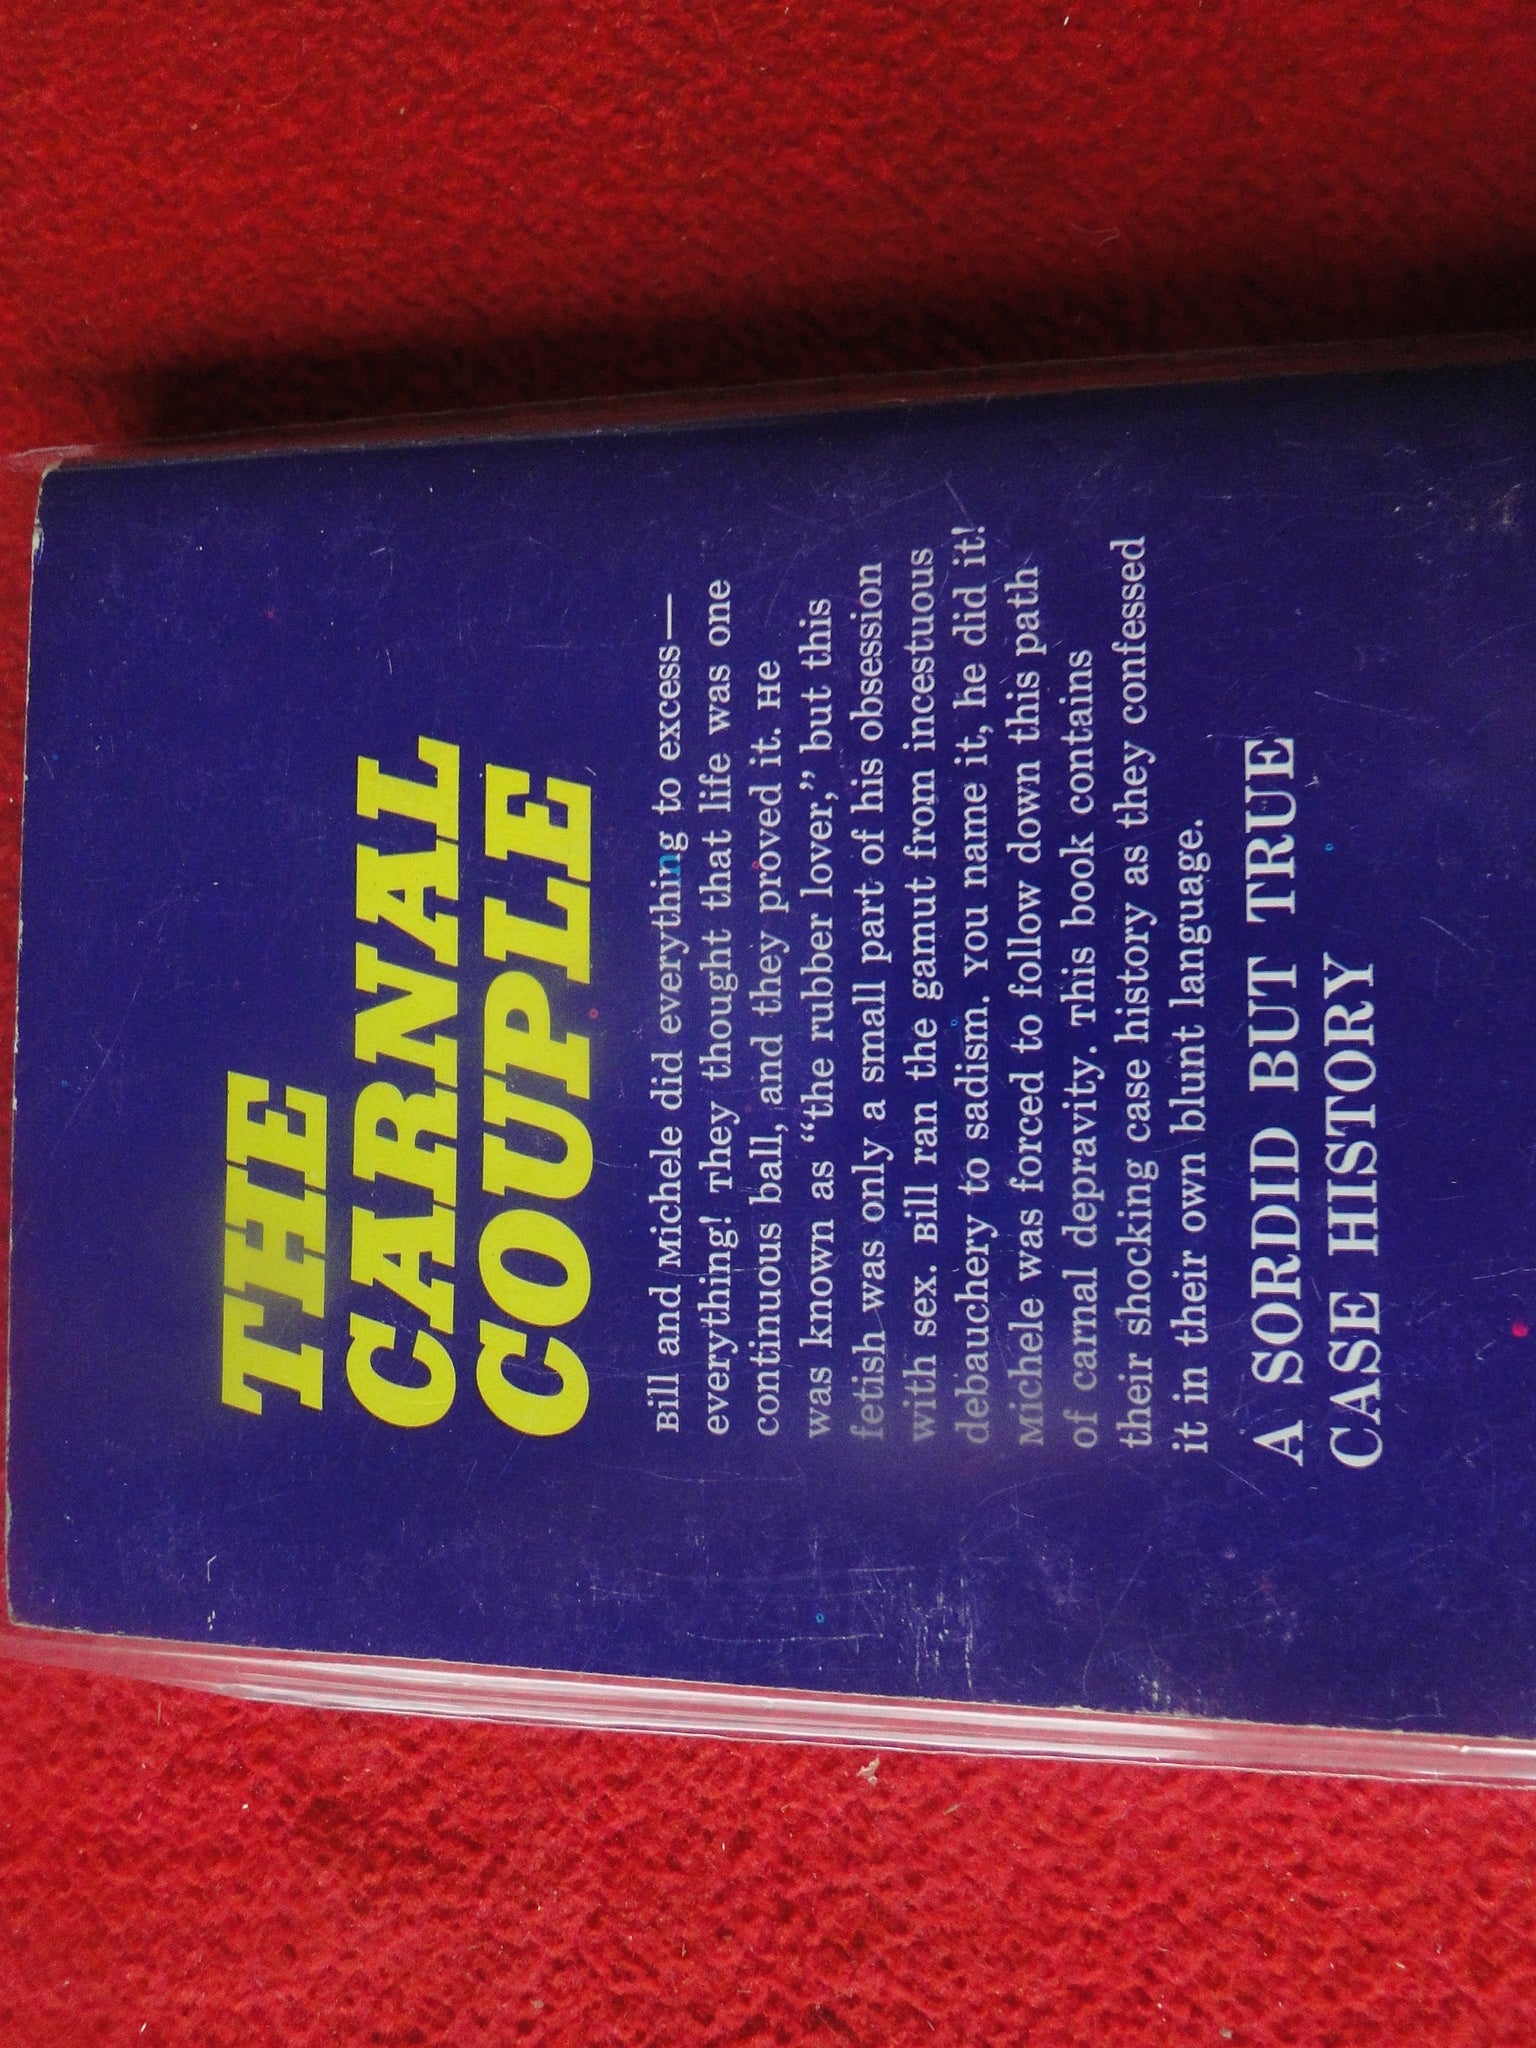 THE
CARNAL
COUPLE
Bill and Michele did everything to excess—
everything! They thought that life was one
continuous ball, and they proved it. He
was known as “the rubber lover,” but this
fetish was only a small part of his obsession
with sex. Bill ran the gamut from incestuous
debauchery to sadism. You name it, he did it!
Michele was forced to follow down this path
of carnal depravity. This book contains
their shocking case history as they confessed
it in their own blunt language.
A SORDID BUT TRUE
CASE HISTORY